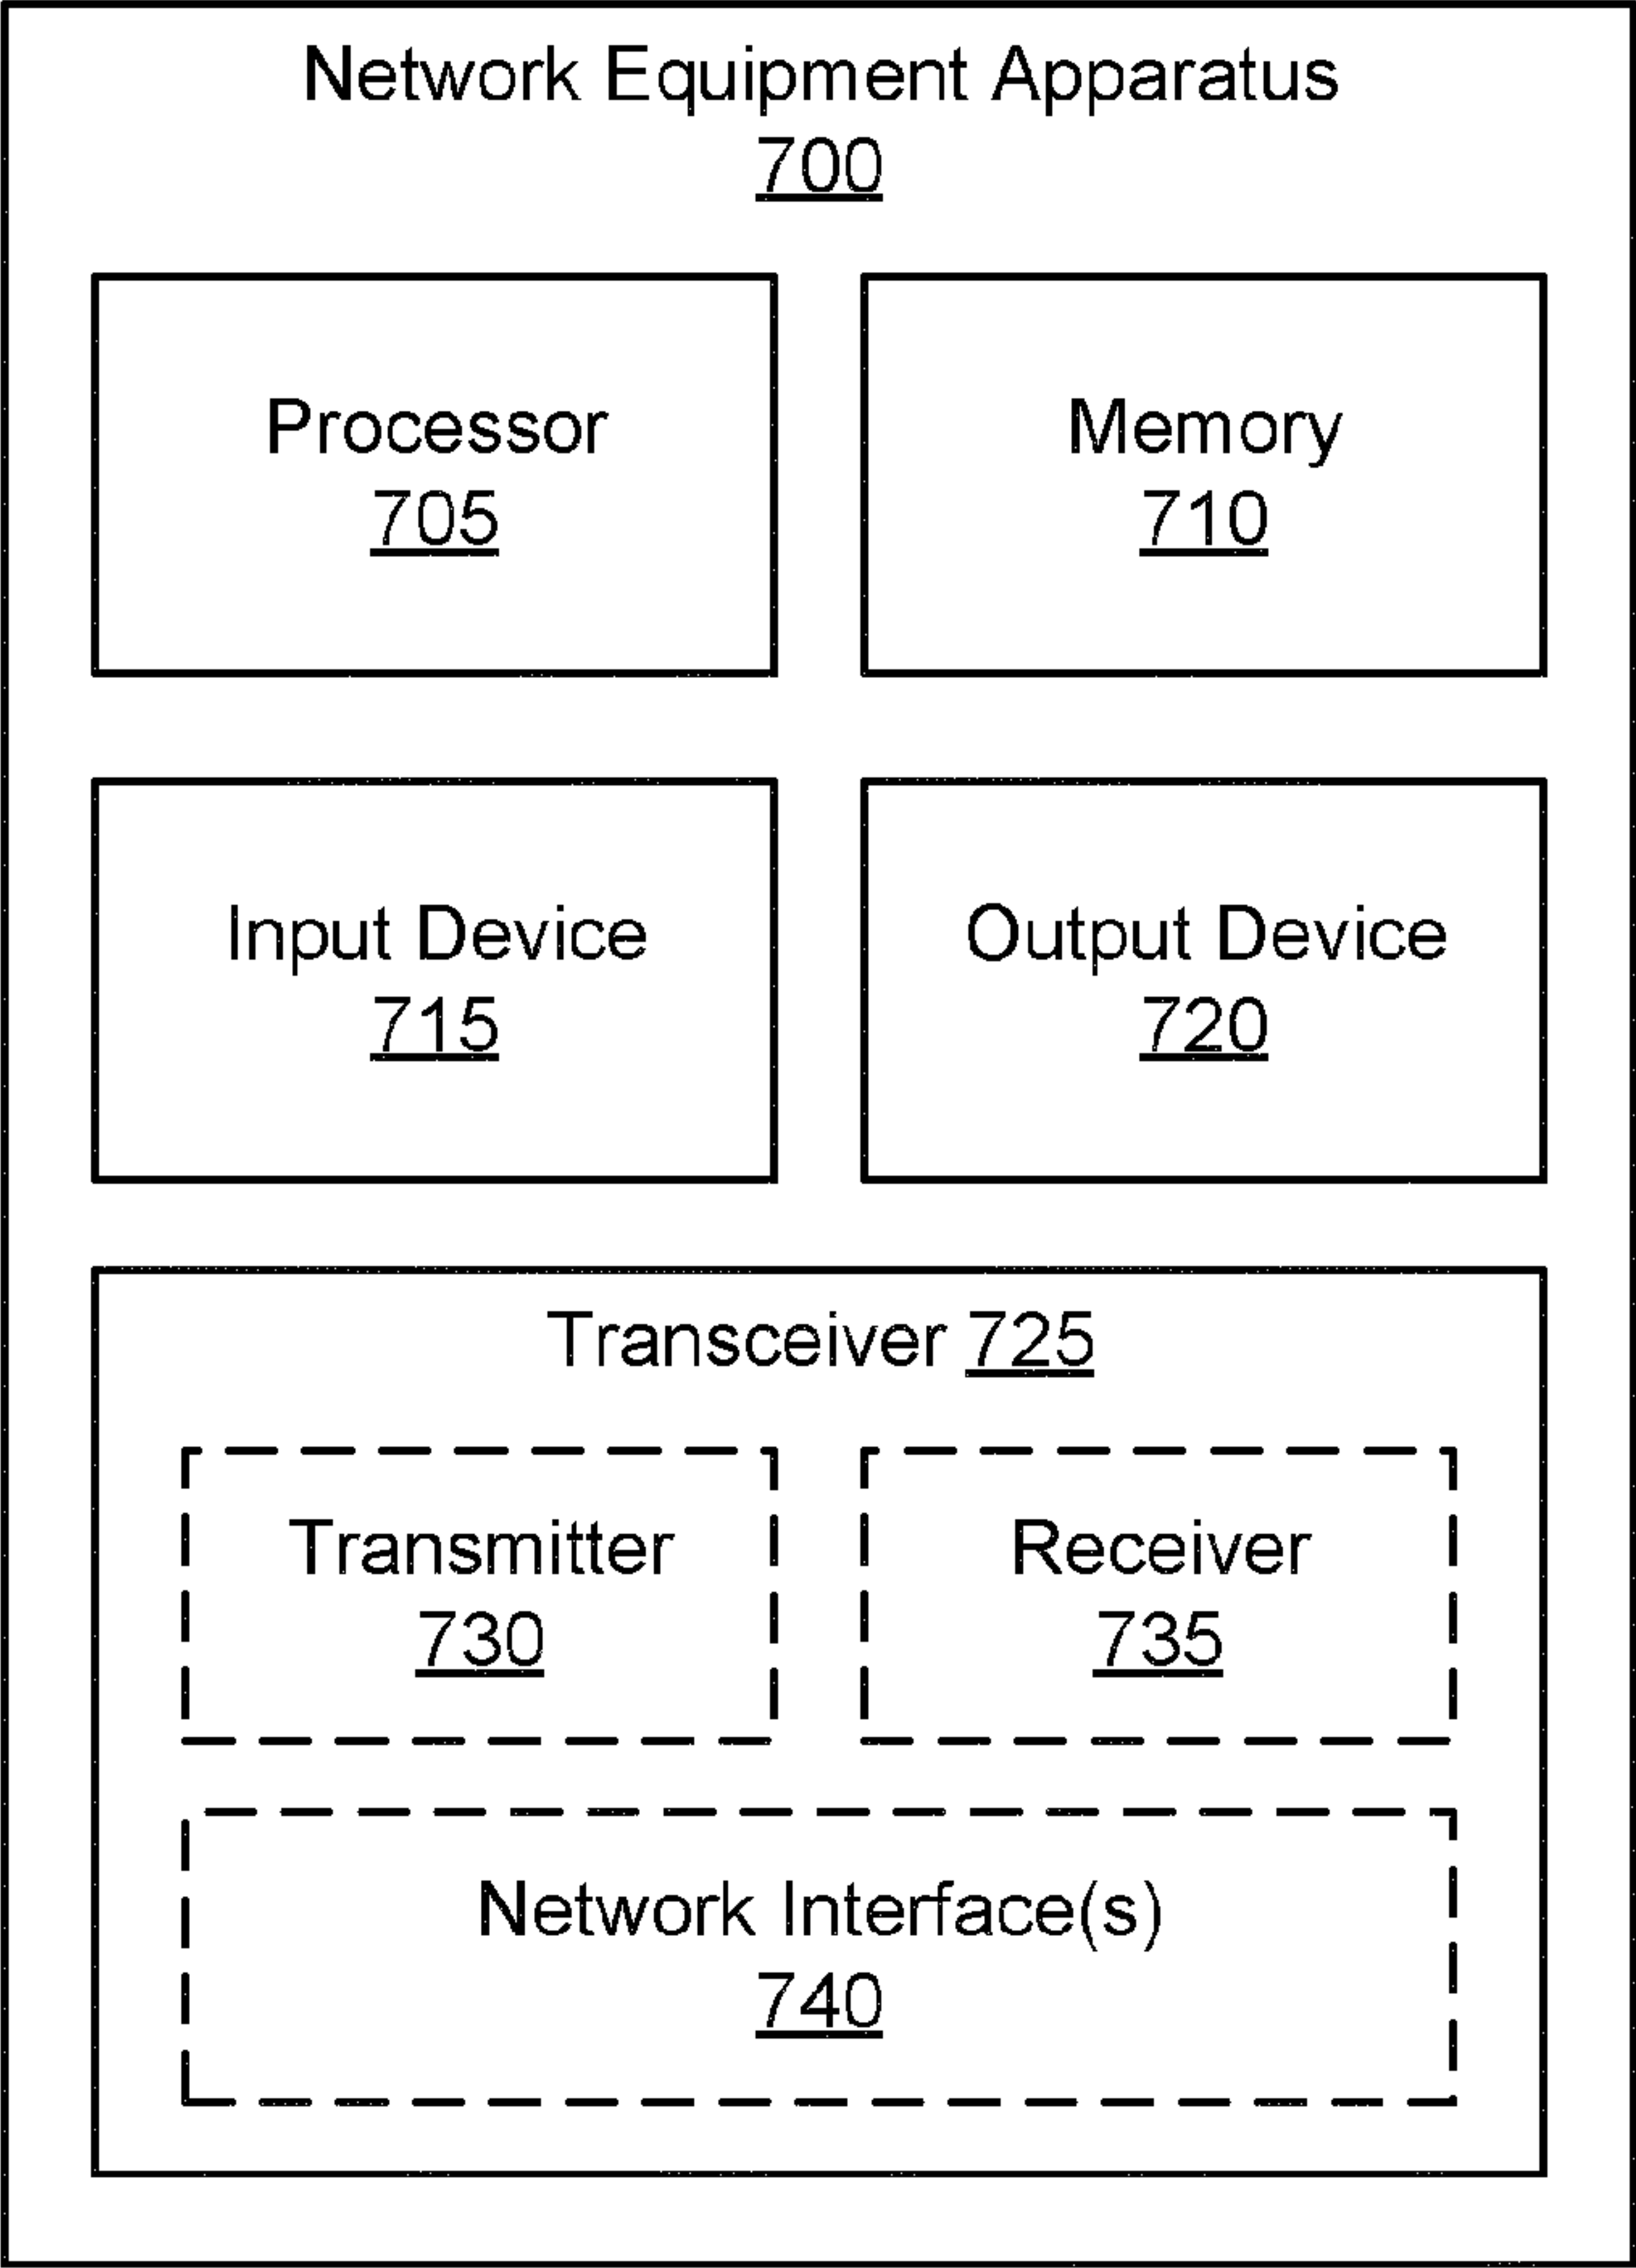 Network Equipment Apparatus
700
Processor
705
Memory
710
Input Device
715
Output Device
720
Transceiver 725
Transmitter
730
Receiver
735
Network Interface(s)
740